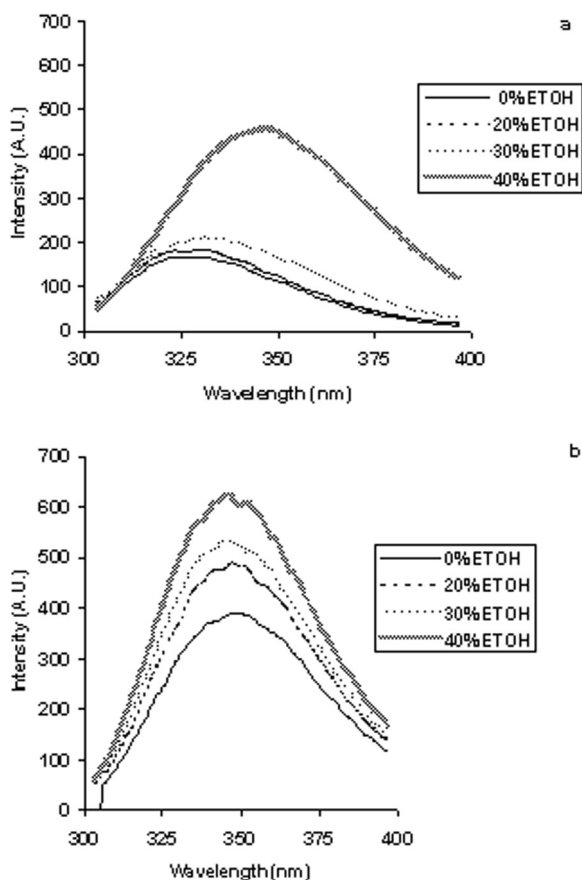 a
700
600
500
400
300
200
100
0
Intensity (A.U.)
300 325 350 375 400
Wavelength (nm)
0%ETOH
20%ETOH
30%ETOH
40%ETOH
b
700
600
500
400
300
200
100
0
Intensity (A.U.)
300 325 350 375 400
Wavelength (nm)
0%ETOH
20%ETOH
30%ETOH
40%ETOH